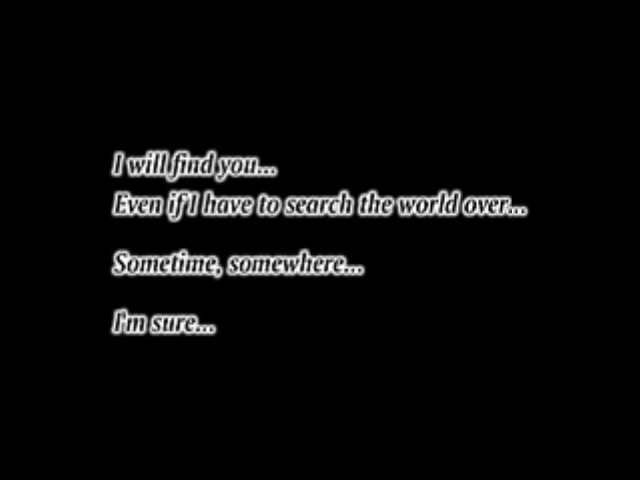 I will find you...
Even if I have to search the world over...
Sometime, somewhere...
I'm sure...